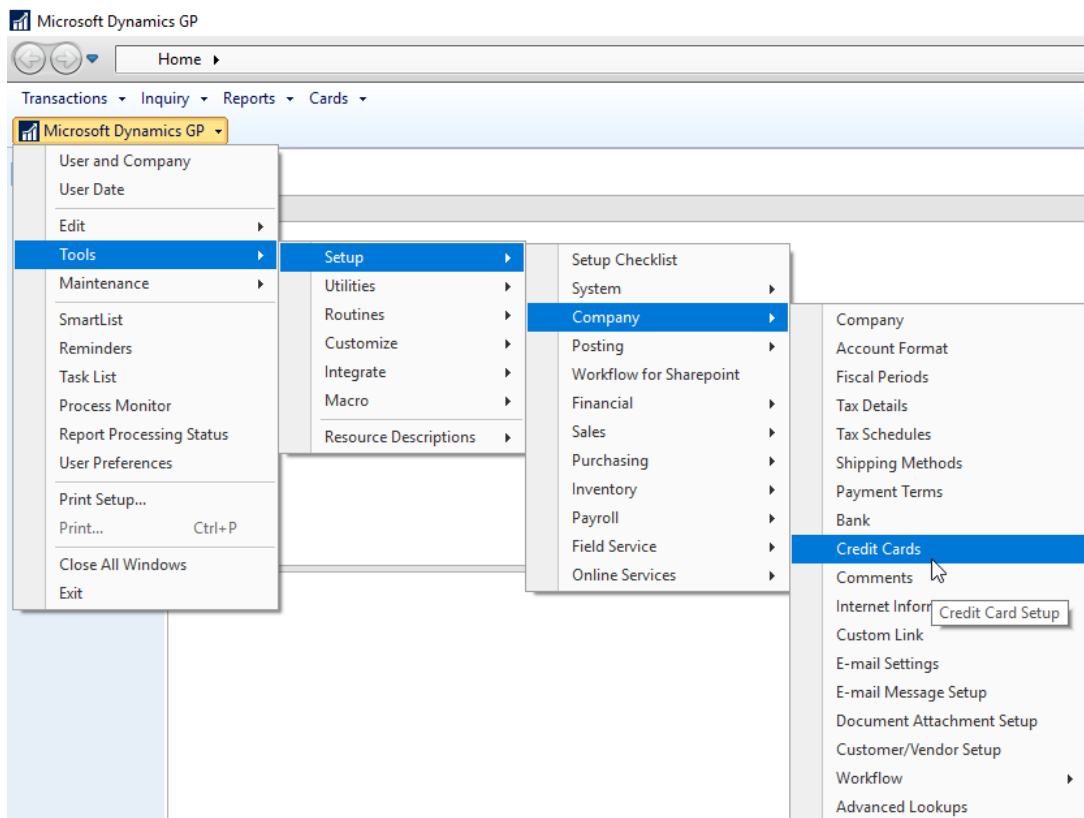 Microsoft Dynamics GP
Home
Transactions Inquiry Reports Cards
Microsoft Dynamics GP
User and Company
User Date
Edit
Tools
Maintenance
SmartList
Reminders
Task List
Process Monitor
Report Processing Status
User Preferences
Print Setup...
Print... Ctrl+P
Close All Windows
Exit
Setup
Utilities
Routines
Customize
Integrate
Macro
Resource Descriptions
Setup Checklist
System
Company
Posting
Workflow for Sharepoint
Financial
Sales
Purchasing
Inventory
Payroll
Field Service
Online Services
Company
Account Format
Fiscal Periods
Tax Details
Tax Schedules
Shipping Methods
Payment Terms
Bank
Credit Cards
Comments
Internet Infor
Credit Card Setup
Custom Link
E-mail Settings
E-mail Message Setup
Document Attachment Setup
Customer/Vendor Setup
Workflow
Advanced Lookups